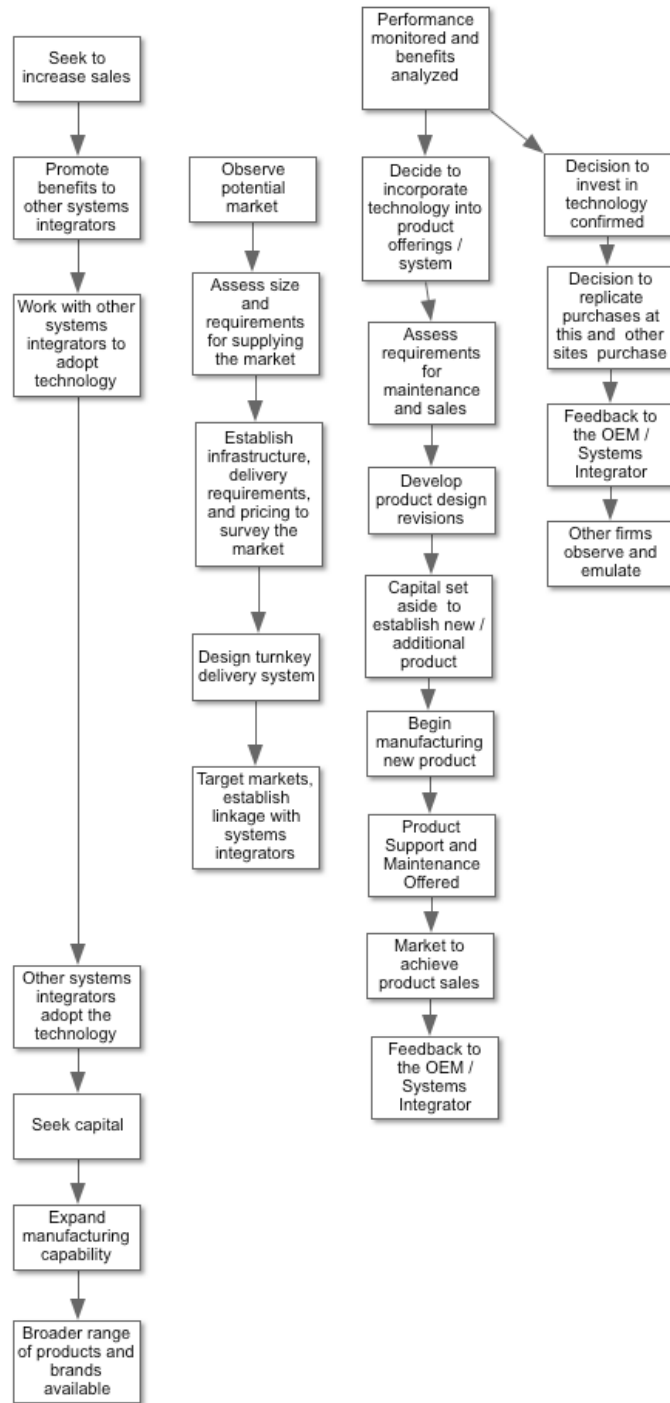 Seek to
increase sales
Promote
benefits to
other systems
integrators
Work with other
systems
integrators to
adopt
technology
Other systems
integrators
adopt the
technology
Seek capital
Expand
manufacturing
capability
Broader range
of products and
brands
available
Observe
potential
market
Assess size
and
requirements
for supplying
the market
Establish
infrastructure,
delivery
requirements,
and pricing to
survey the
market
Design turnkey
delivery system
Target markets,
establish
linkage with
systems
integrators
Performance
monitored and
benefits
analyzed
Decide to
incorporate
technology into
product
offerings /
system
Assess
requirements
for
maintenance
and sales
Develop
product design
revisions
Capital set
aside to
establish new /
additional
product
Begin
manufacturing
new product
Product
Support and
Maintenance
Offered
Market to
achieve
product sales
Feedback to
the OEM /
Systems
Integrator
Decision to
invest in
technology
confirmed
Decision to
replicate
purchases at
this and other
sites purchase
Feedback to
the OEM /
Systems
Integrator
Other firms
observe and
emulate